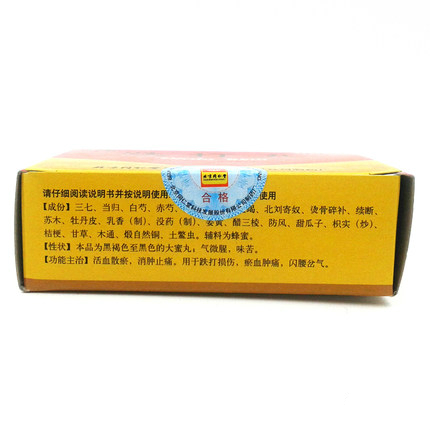 合格
请仔细阅读说明书并按说明使用 使用
【成份】三七、当归、白芍、赤芍、 、北刘寄奴、烫骨碎补、续断、
苏木、牡丹皮、乳香（制）、没药（制）、姜黄、醋三棱、防风、甜瓜子、枳实（炒）、
桔梗、甘草、木通、煅自然铜、土鳖虫。辅料为蜂蜜。
【性状】本品为黑褐色至黑色的大蜜丸；气微腥，味苦。
【功能主治】活血散瘀，消肿止痛。用于跌打损伤，瘀血肿痛，闪腰岔气。